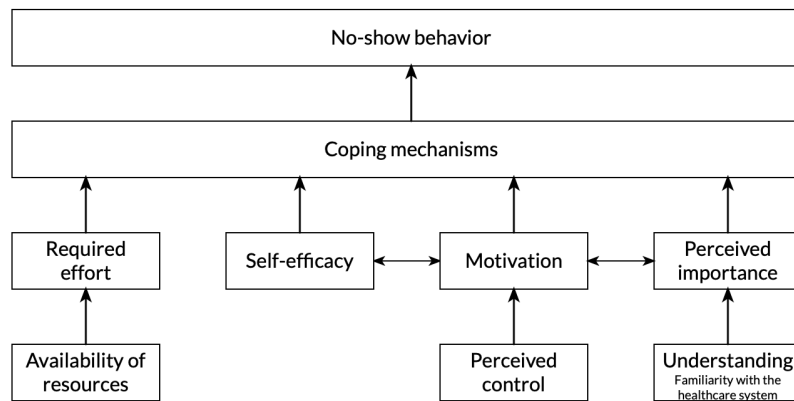 No-show behavior
Coping mechanisms
Required
effort
Self-efficacy
Motivation
Perceived
importance
Availability of
resources
Perceived
control
Understanding
Familiarity with the
healthcare system